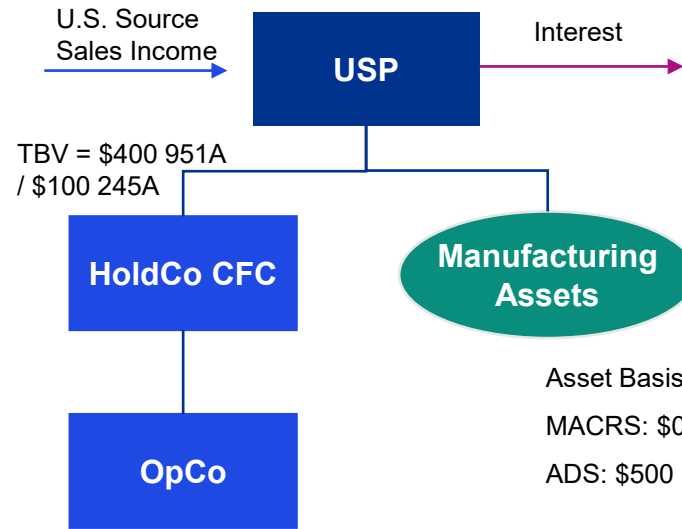 U.S. Source
Sales Income
USP
Interest
TBV = $400 951A
/ $100 245A
HoldCo CFC
Manufacturing
Assets
Asset Basis
MACRS: $0
ADS: $500
OpCo